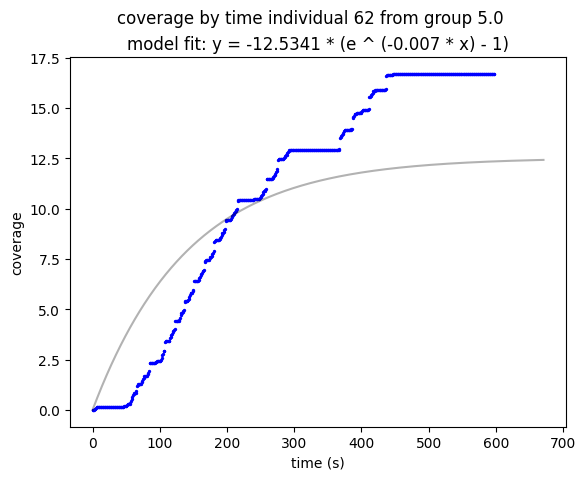 coverage by time individual 62 from group 5.0
model fit: y = -12.5341 * (e ^ (-0.007 * x) - 1)
17.5
15.0
12.5
10.0
7.5
5.0
2.5
0.0
coverage
0 100 200 300 400 500 600 700
time (s)